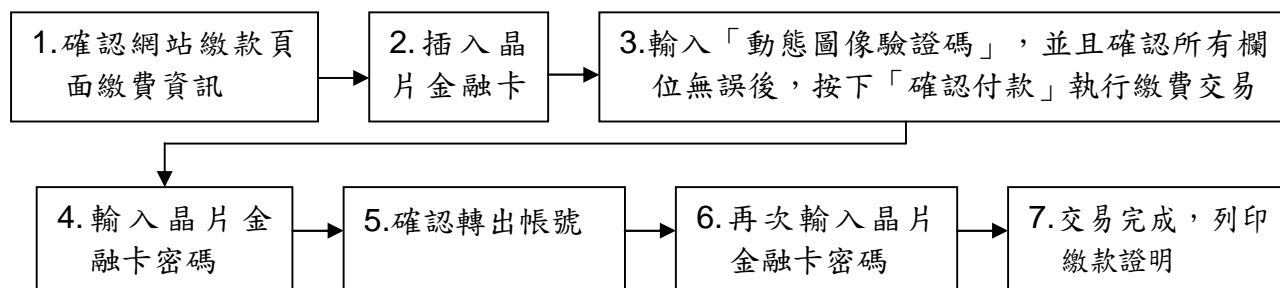 1.確認網站繳款頁
面繳費資訊
2.插入晶
片金融卡
3.輸入「動態圖像驗證碼」，並且確認所有欄
位無誤後，按下「確認付款」執行繳費交易
4.輸入晶片金
融卡密碼
5.確認轉出帳號
6.再次輸入晶片
金融卡密碼
7.交易完成，列印
繳款證明